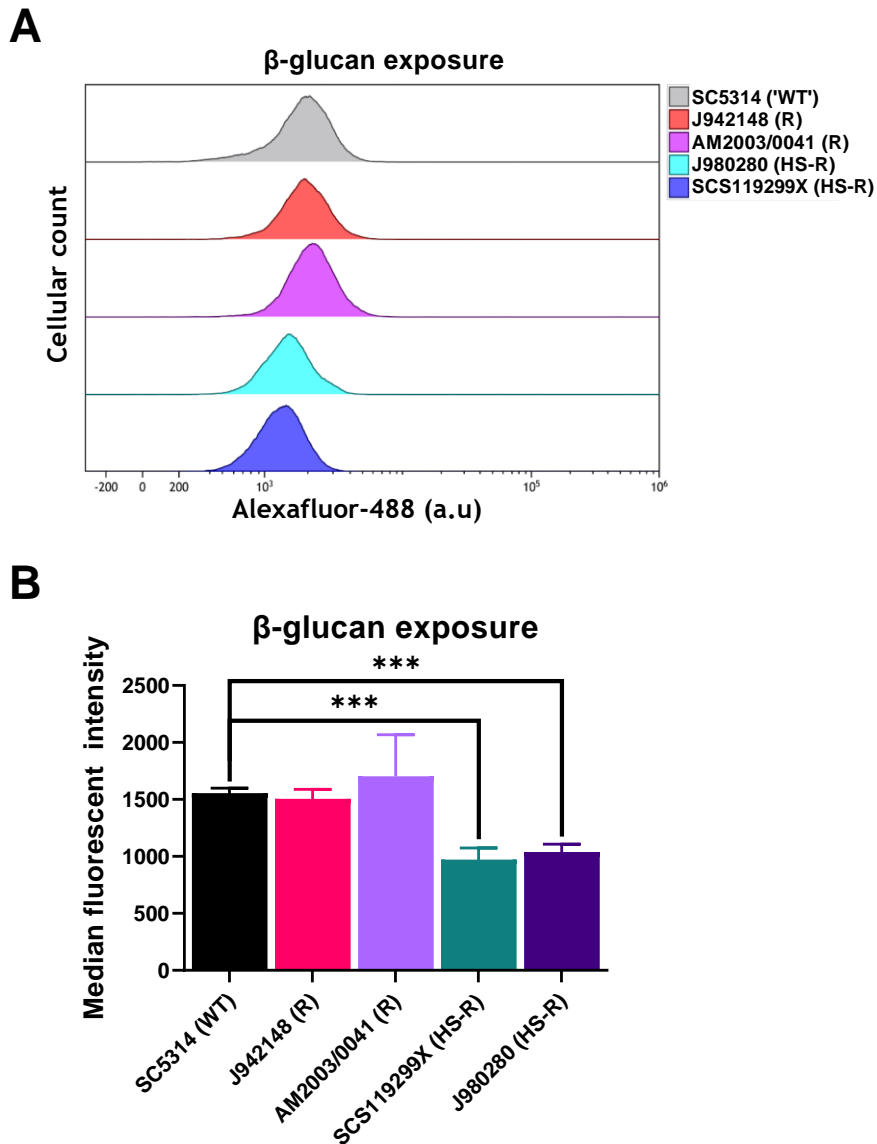 A
β-glucan exposure
SC5314 ('WT')
J942148 (R)
AM2003/0041 (R)
J980280 (HS-R)
SCS119299X (HS-R)
Cellular count
-200 0 200 10³ 10⁵ 10⁶
Alexafluor-488 (a.u)
B
β-glucan exposure
Median fluorescent intensity
***
***
2500
2000
1500
1000
500
0
SC5314 (WT)
J942148 (R)
AM2003/0041 (R)
SCS119299X (HS-R)
J980280 (HS-R)